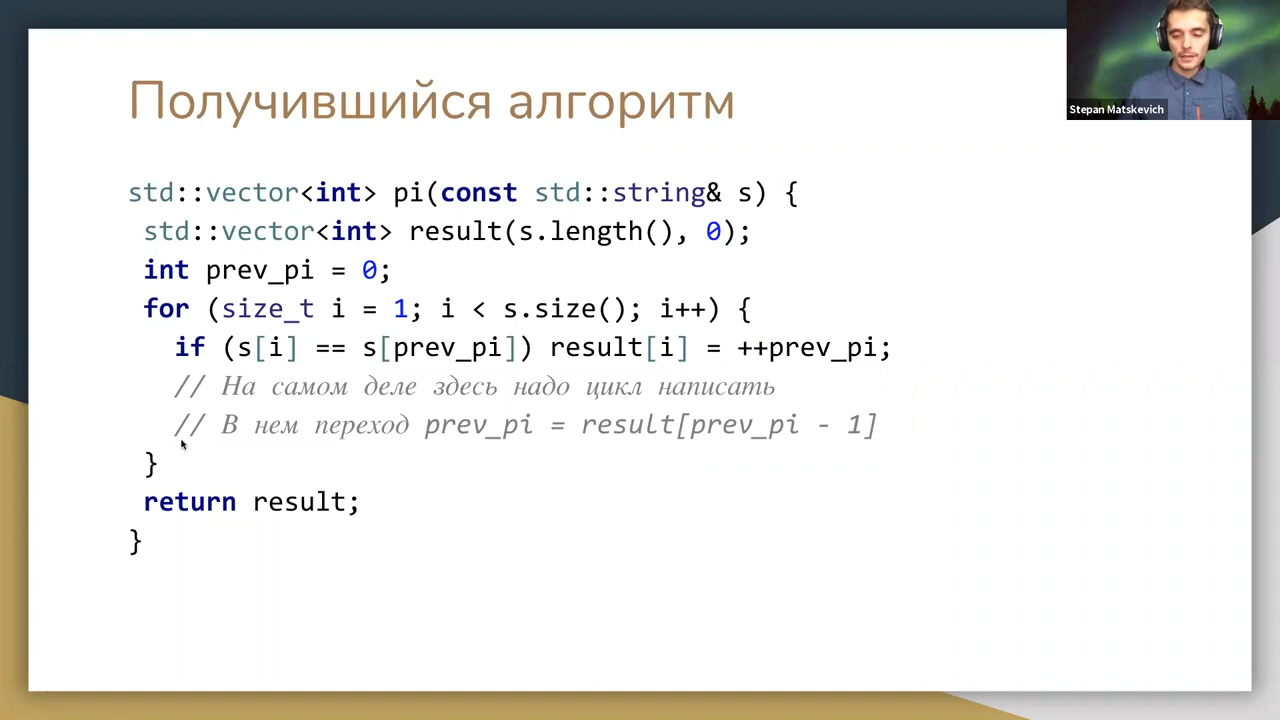 Получившийся алгоритм
Stepan Matskevich
std::vector<int> pi(const std::string& s) {
std::vector<int> result(s.length(), 0);
int prev_pi = 0;
for (size_t i = 1; i < s.size(); i++) {
if (s[i] == s[prev_pi]) result[i] = ++prev_pi;
// На самом деле здесь надо цикл написать
// В нем переход prev_pi = result[prev_pi - 1]
}
return result;
}